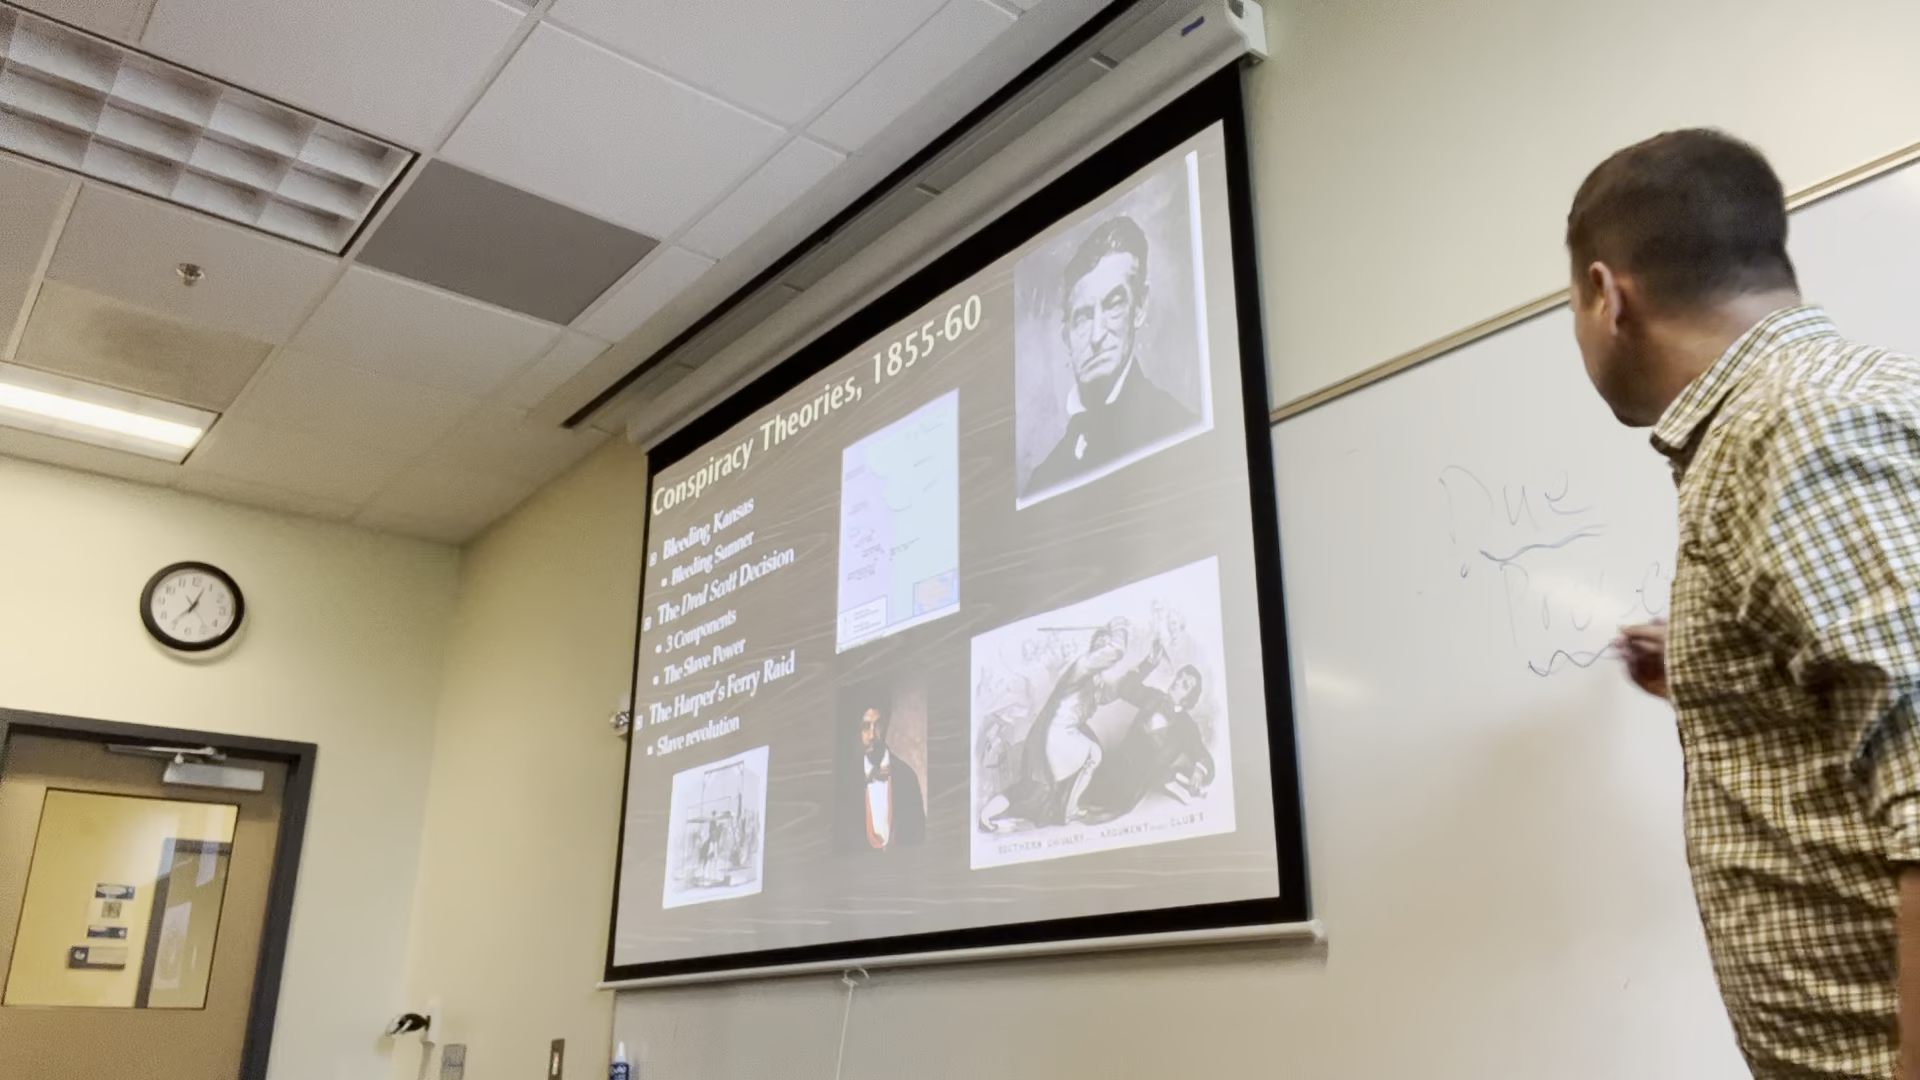 Conspiracy Theories, 1855-60
Bleeding Kansas
Bleeding Sumner
The Dred Scott Decision
3 Components
The Slave Power
The Harper's Ferry Raid
Slave revolution
SOUTHERN CHIVALRY — ARGUMENT VERSUS CLUB'S
Due